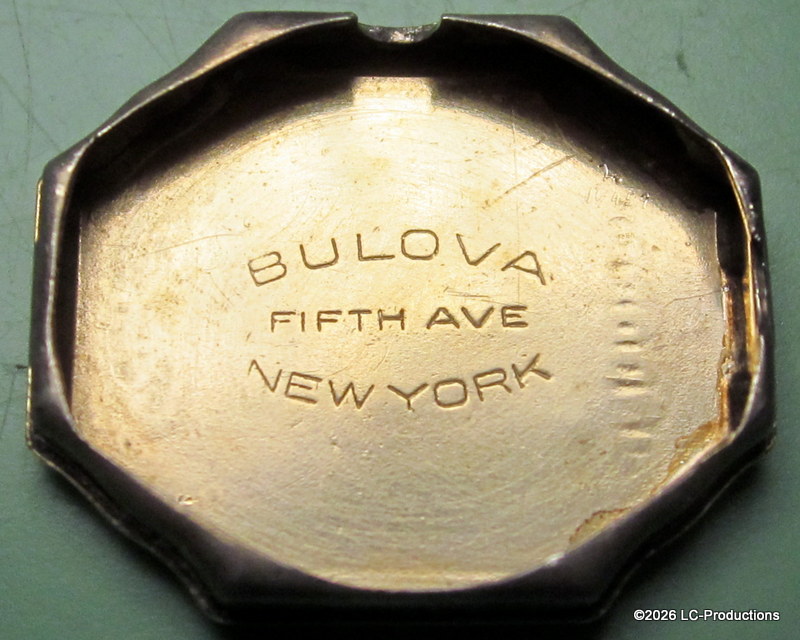 BULOVA
FIFTH AVE
NEW YORK
©2026 LC-Productions